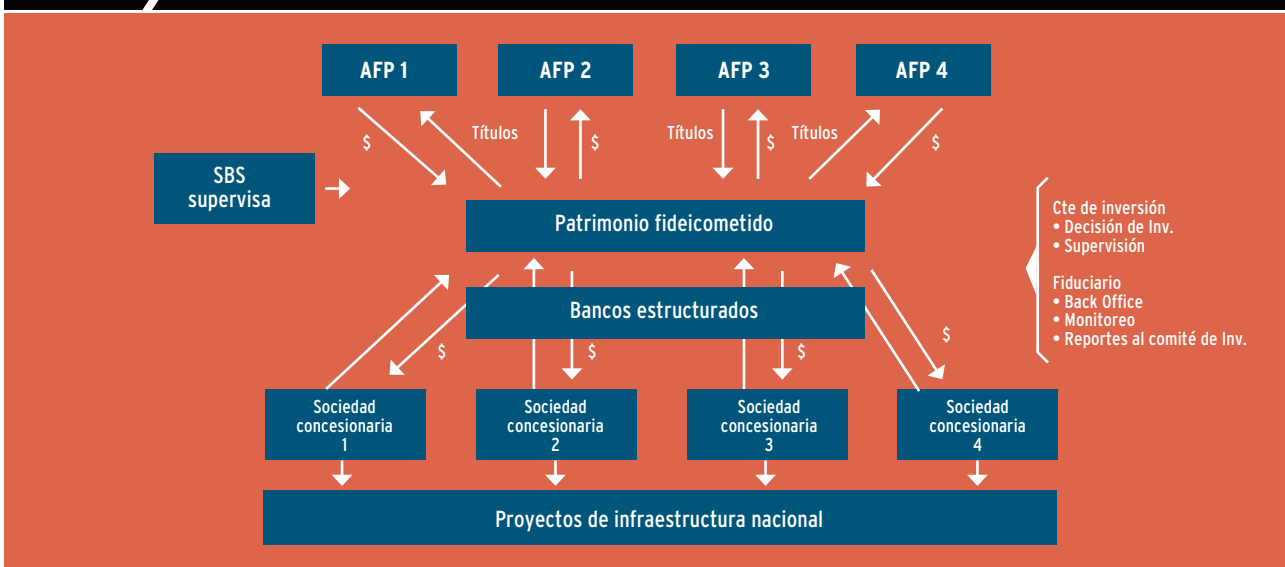 AFP 1
AFP 2
AFP 3
AFP 4
$
Títulos
$
Títulos
$
Títulos
$
SBS
supervisa
Patrimonio fideicometido
Cte de inversión
• Decisión de Inv.
• Supervisión
Fiduciario
• Back Office
• Monitoreo
• Reportes al comité de Inv.
Bancos estructurados
$
$
$
$
Sociedad
concesionaria
1
Sociedad
concesionaria
2
Sociedad
concesionaria
3
Sociedad
concesionaria
4
Proyectos de infraestructura nacional